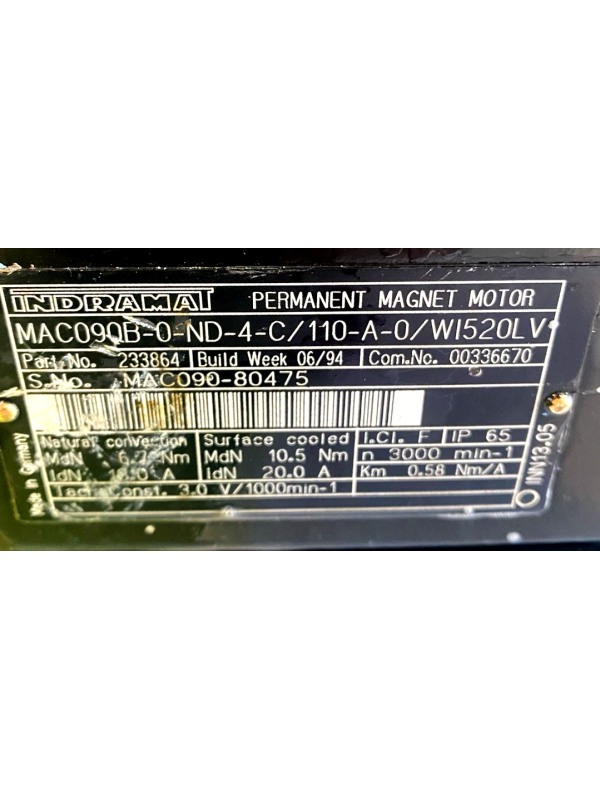 INDRAMAT PERMANENT MAGNET MOTOR
MAC090B-0-ND-4-C/110-A-0/WI520LV
Part No. 233864 Build Week 06/94 Com.No. 00336670
S.No. MAC090-80475
Natural convection Surface cooled I.Cl. F IP 65
MdN Nm MdN 10.5 Nm n 3000 min-1
IdN A IdN 20.0 A Km 0.58 Nm/A
TachoConst. 3.0 V/1000min-1
Made in Germany
INN13.05